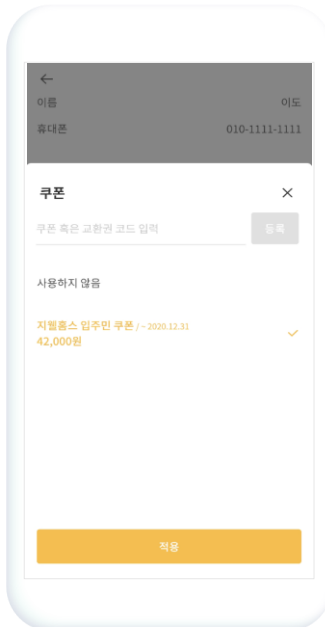 ←
이름 이도
휴대폰 010-1111-1111
쿠폰 ×
쿠폰 혹은 교환권 코드 입력 등록
사용하지 않음
지웰홈스 입주민 쿠폰 / ~ 2020.12.31
42,000원
적용